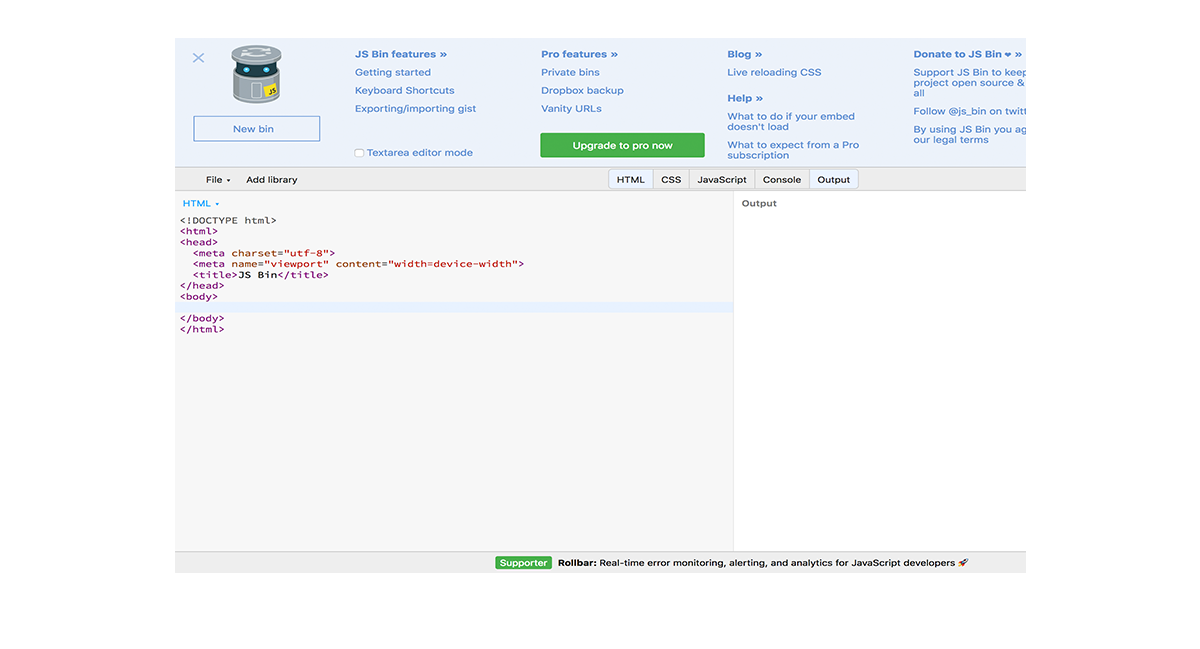 JS
New bin
JS Bin features »
Getting started
Keyboard Shortcuts
Exporting/importing gist
Textarea editor mode
Pro features »
Private bins
Dropbox backup
Vanity URLs
Upgrade to pro now
Blog »
Live reloading CSS
Help »
What to do if your embed
doesn't load
What to expect from a Pro
subscription
Donate to JS Bin ❤ »
Support JS Bin to keep
project open source &
all
Follow @js_bin on twitt
By using JS Bin you ag
our legal terms
File
Add library
HTML
CSS
JavaScript
Console
Output
HTML
<!DOCTYPE html>
<html>
<head>
  <meta charset="utf-8">
  <meta name="viewport" content="width=device-width">
  <title>JS Bin</title>
</head>
<body>
</body>
</html>
Output
Supporter Rollbar: Real-time error monitoring, alerting, and analytics for JavaScript developers 🚀